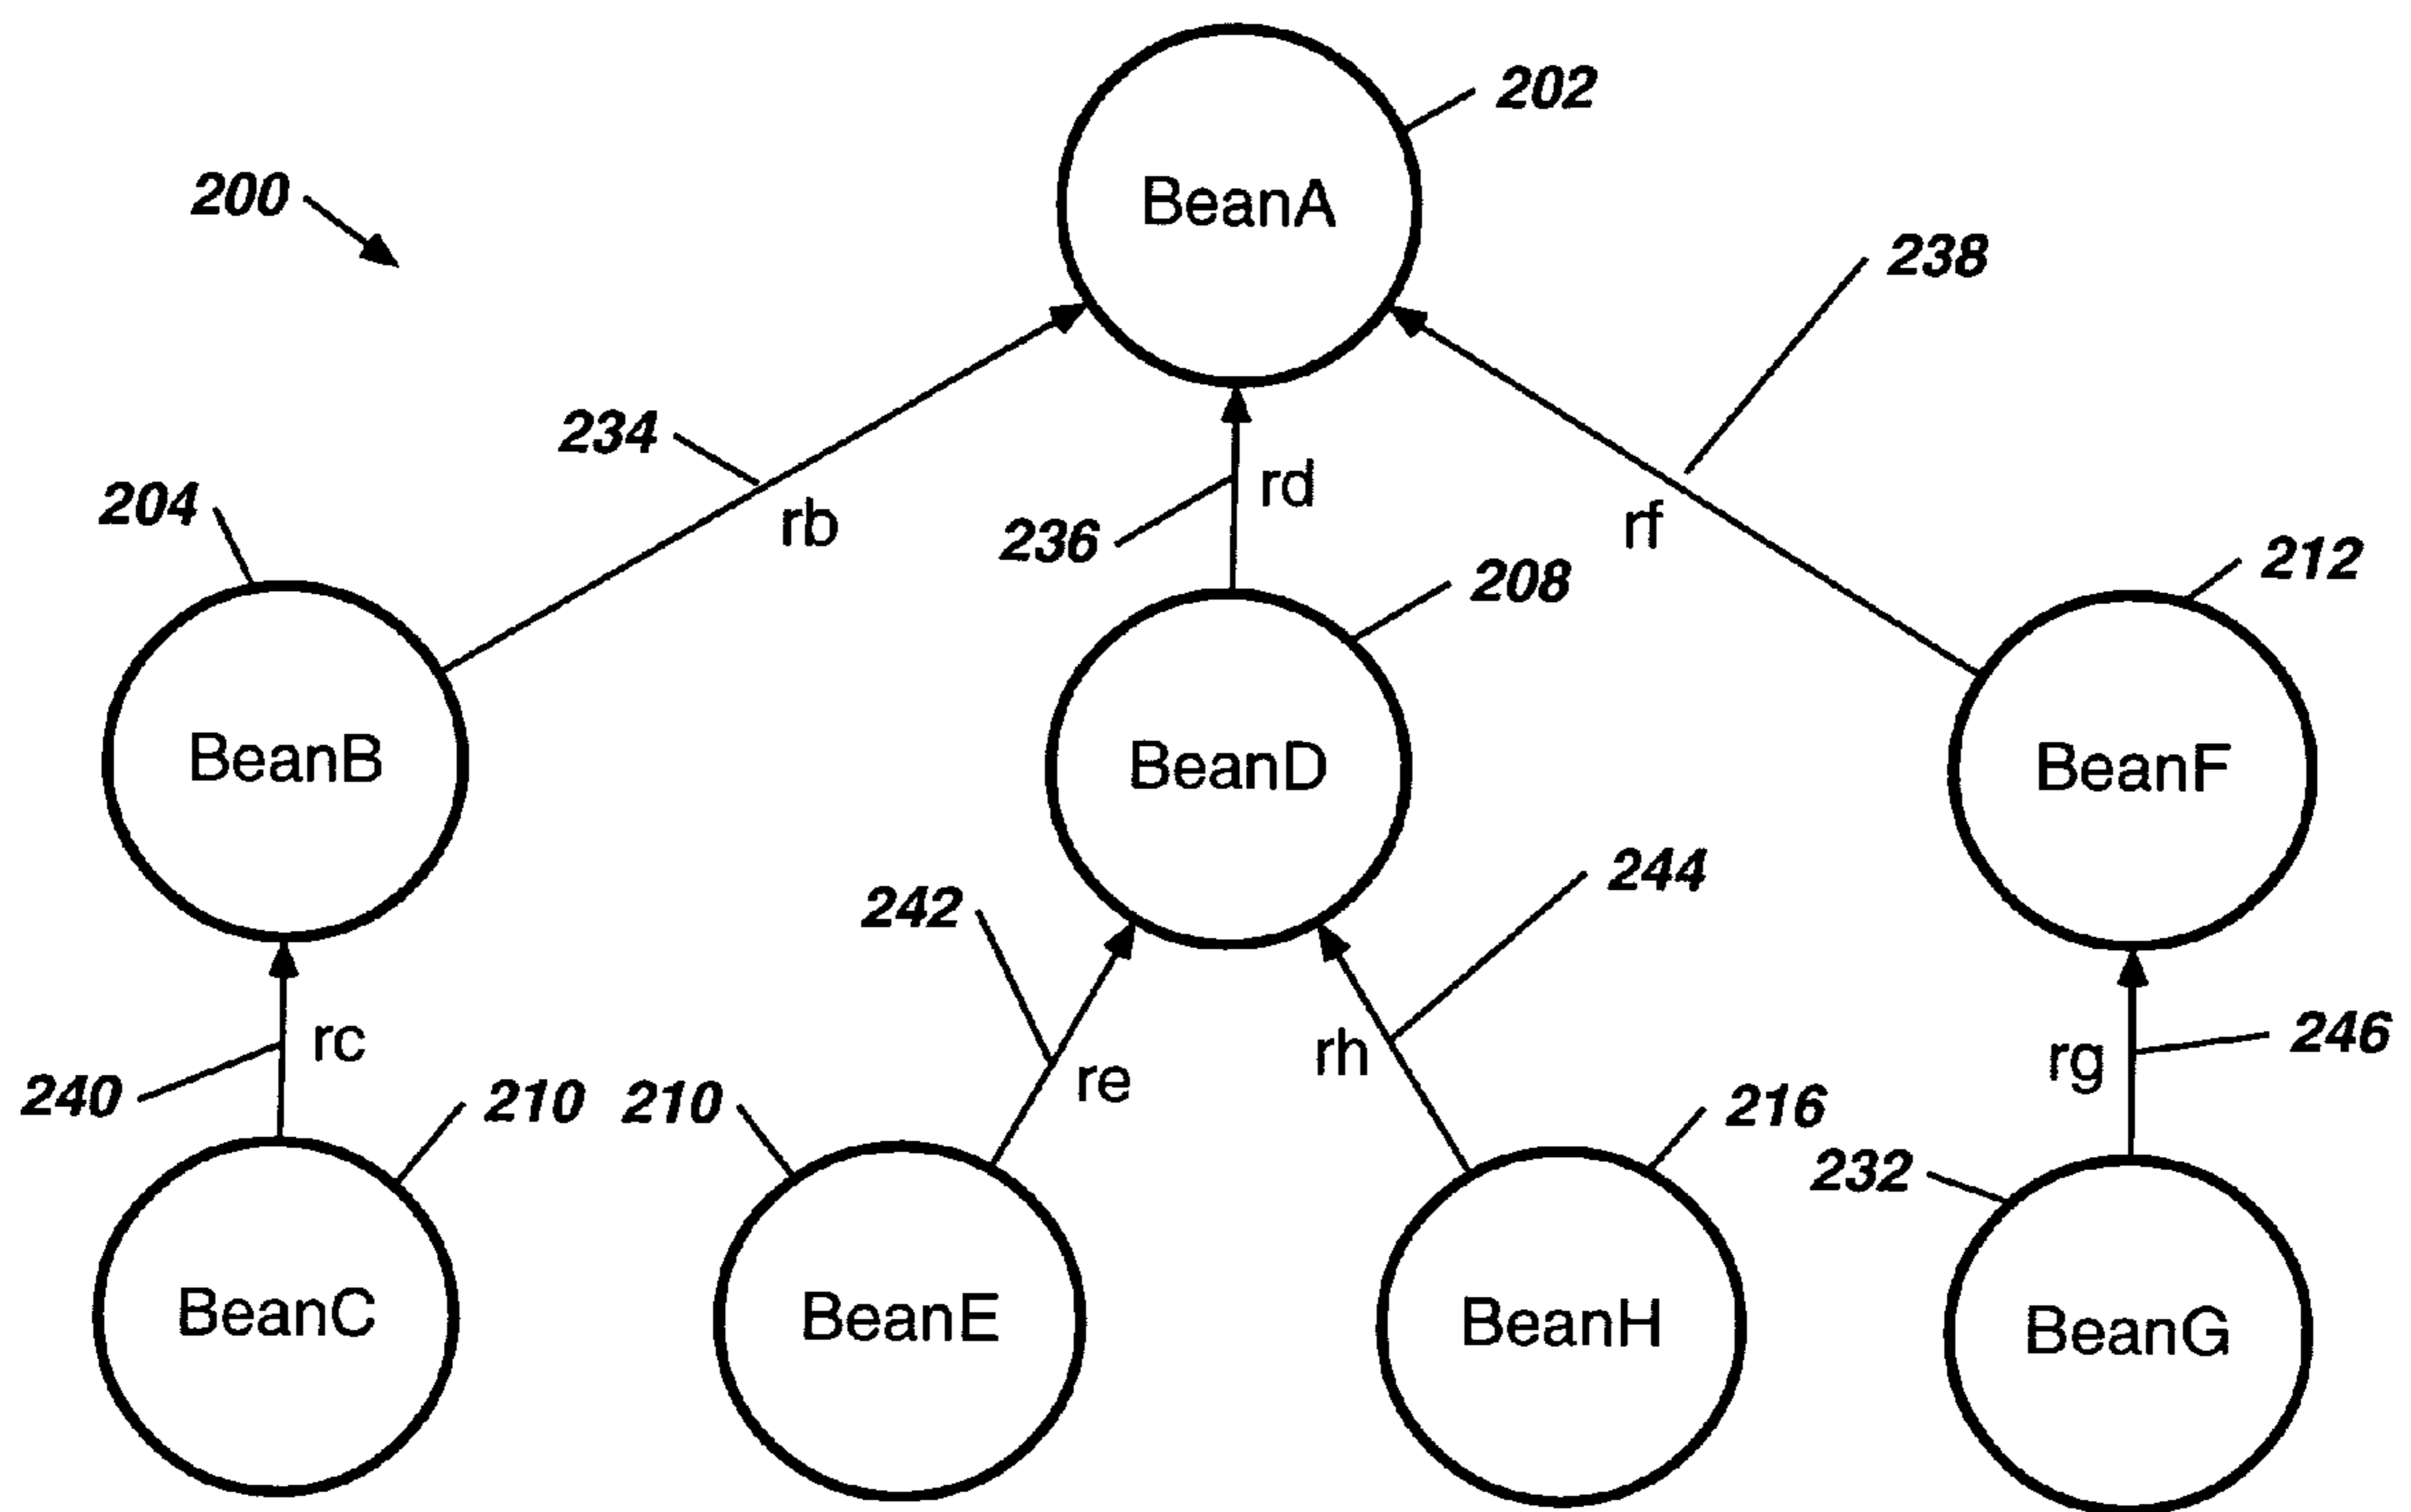 202
BeanA
200
238
234
rd
204
rb
236
rf
208
212
BeanB
BeanD
BeanF
244
242
rc
rh
rg
246
240
210
210
re
216
232
BeanC
BeanE
BeanH
BeanG